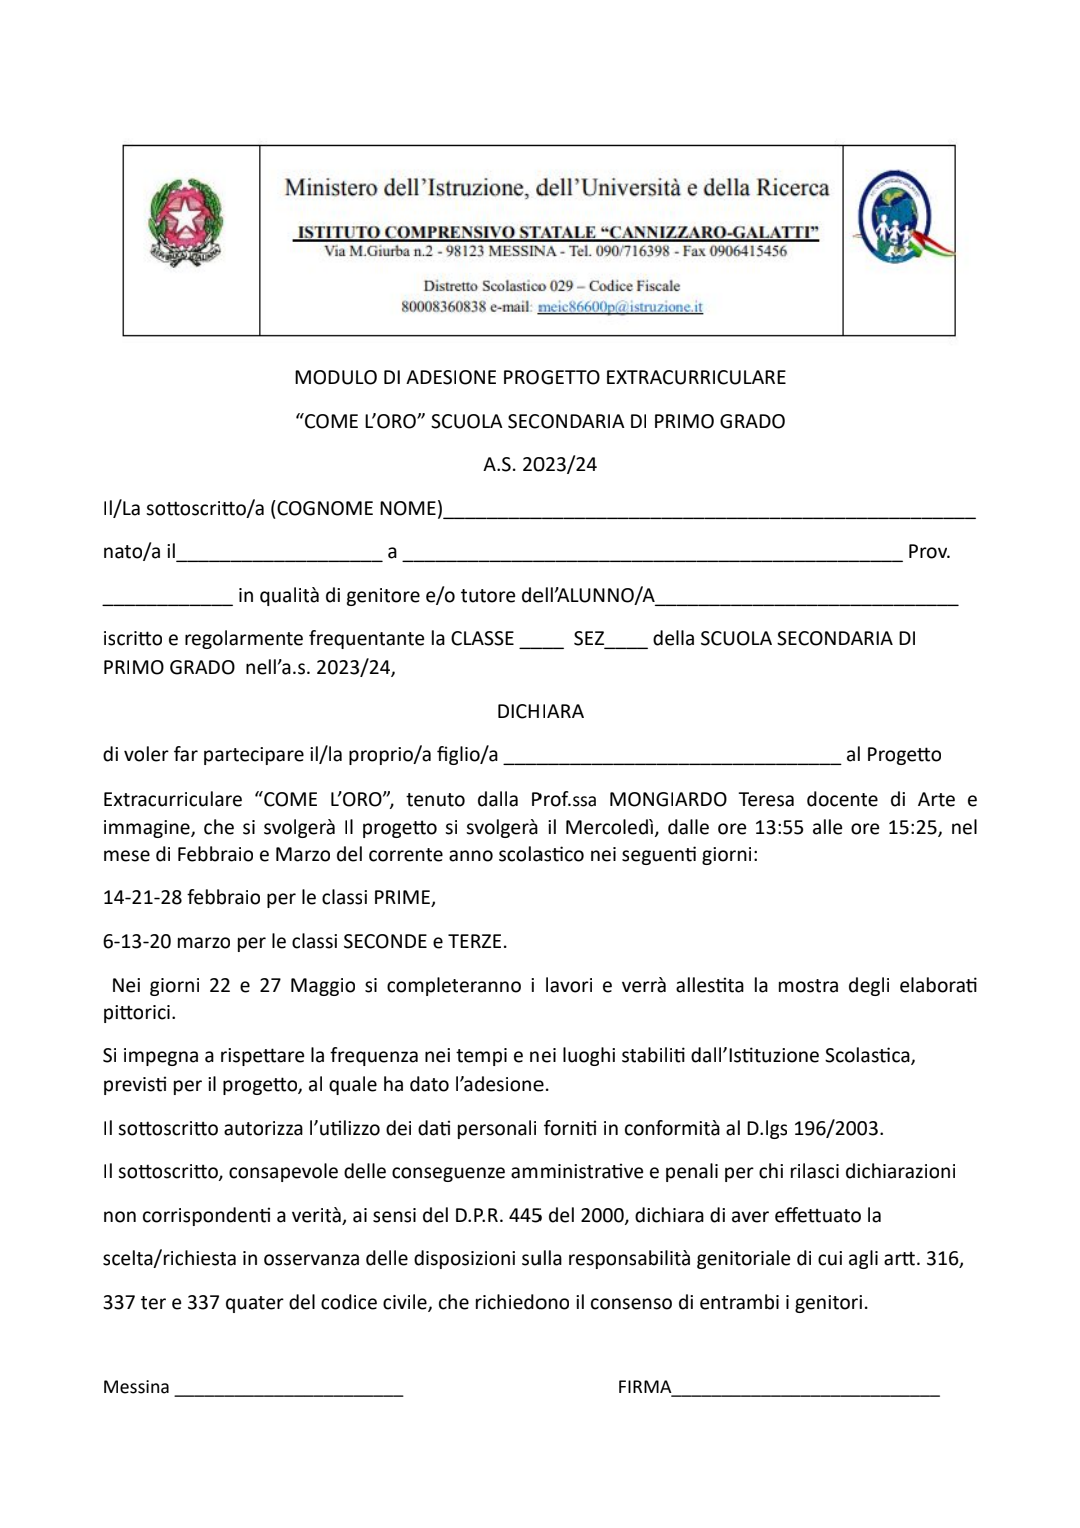 Ministero dell’Istruzione, dell’Università e della Ricerca
ISTITUTO COMPRENSIVO STATALE “CANNIZZARO-GALATTI”
Via M.Giurba n.2 - 98123 MESSINA - Tel. 090/716398 - Fax 0906415456
Distretto Scolastico 029 – Codice Fiscale
80008360838 e-mail: meic86600p@istruzione.it
MODULO DI ADESIONE PROGETTO EXTRACURRICULARE
“COME L’ORO” SCUOLA SECONDARIA DI PRIMO GRADO
A.S. 2023/24
Il/La sottoscritto/a (COGNOME NOME)_________________________________________________
nato/a il___________________ a ______________________________________________ Prov.
____________ in qualità di genitore e/o tutore dell’ALUNNO/A____________________________
iscritto e regolarmente frequentante la CLASSE ____ SEZ____ della SCUOLA SECONDARIA DI
PRIMO GRADO nell’a.s. 2023/24,
DICHIARA
di voler far partecipare il/la proprio/a figlio/a _______________________________ al Progetto
Extracurriculare “COME L’ORO”, tenuto dalla Prof.ssa MONGIARDO Teresa docente di Arte e
immagine, che si svolgerà Il progetto si svolgerà il Mercoledì, dalle ore 13:55 alle ore 15:25, nel
mese di Febbraio e Marzo del corrente anno scolastico nei seguenti giorni:
14-21-28 febbraio per le classi PRIME,
6-13-20 marzo per le classi SECONDE e TERZE.
Nei giorni 22 e 27 Maggio si completeranno i lavori e verrà allestita la mostra degli elaborati
pittorici.
Si impegna a rispettare la frequenza nei tempi e nei luoghi stabiliti dall’Istituzione Scolastica,
previsti per il progetto, al quale ha dato l’adesione.
Il sottoscritto autorizza l’utilizzo dei dati personali forniti in conformità al D.lgs 196/2003.
Il sottoscritto, consapevole delle conseguenze amministrative e penali per chi rilasci dichiarazioni
non corrispondenti a verità, ai sensi del D.P.R. 445 del 2000, dichiara di aver effettuato la
scelta/richiesta in osservanza delle disposizioni sulla responsabilità genitoriale di cui agli artt. 316,
337 ter e 337 quater del codice civile, che richiedono il consenso di entrambi i genitori.
Messina _______________________ FIRMA___________________________